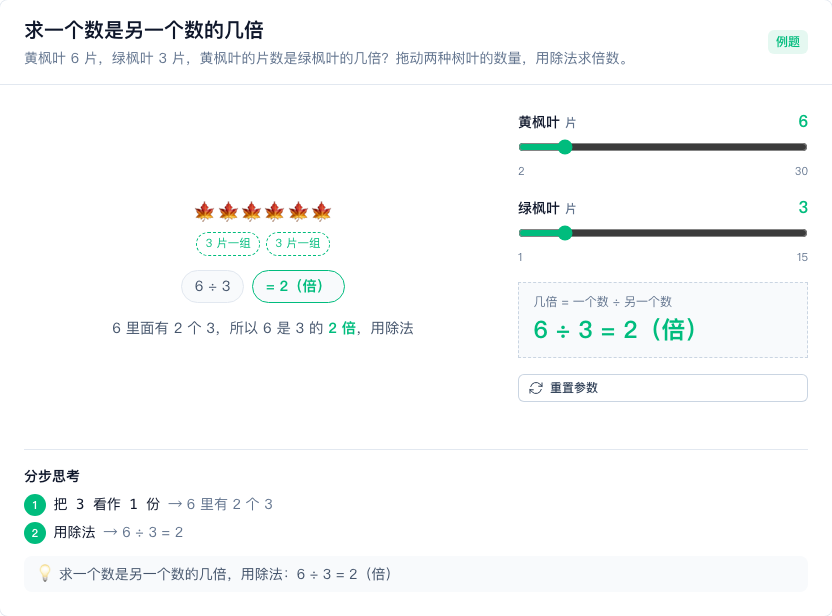 求一个数是另一个数的几倍
黄枫叶 6 片，绿枫叶 3 片，黄枫叶的片数是绿枫叶的几倍？拖动两种树叶的数量，用除法求倍数。
例题
3 片一组 3 片一组
6 ÷ 3 = 2（倍）
6 里面有 2 个 3，所以 6 是 3 的 2 倍，用除法
黄枫叶 片 6
2 30
绿枫叶 片 3
1 15
几倍 = 一个数 ÷ 另一个数
6 ÷ 3 = 2（倍）
重置参数
分步思考
1 把 3 看作 1 份 → 6 里有 2 个 3
2 用除法 → 6 ÷ 3 = 2
求一个数是另一个数的几倍，用除法：6 ÷ 3 = 2（倍）